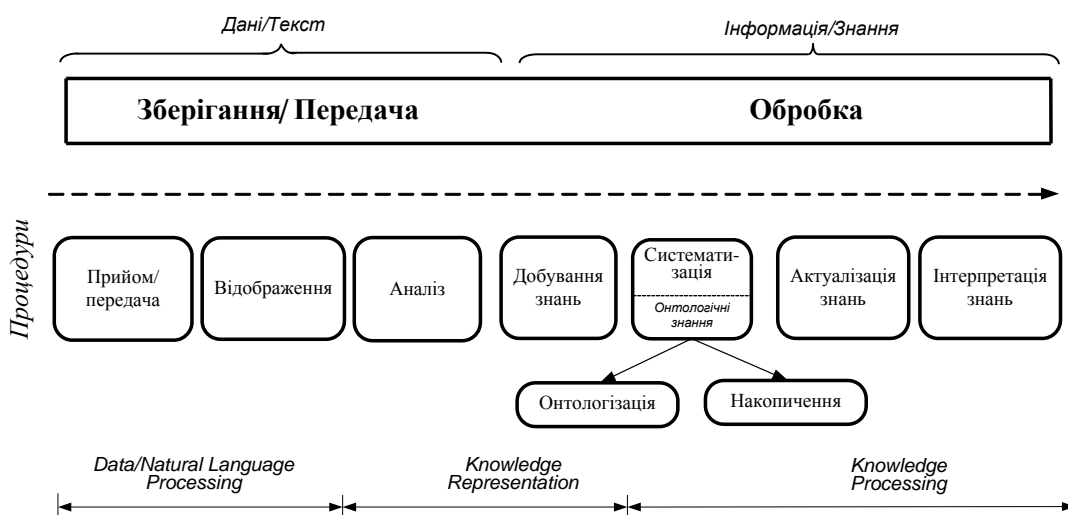 Дані/Текст
Інформація/Знання
Зберігання/ Передача
Обробка
Процедури
Прийом/
передача
Відображення
Аналіз
Добування
знань
Системати-
зація
Онтологічні
знання
Актуалізація
знань
Інтерпретація
знань
Онтологізація
Накопичення
Data/Natural Language
Processing
Knowledge
Representation
Knowledge
Processing